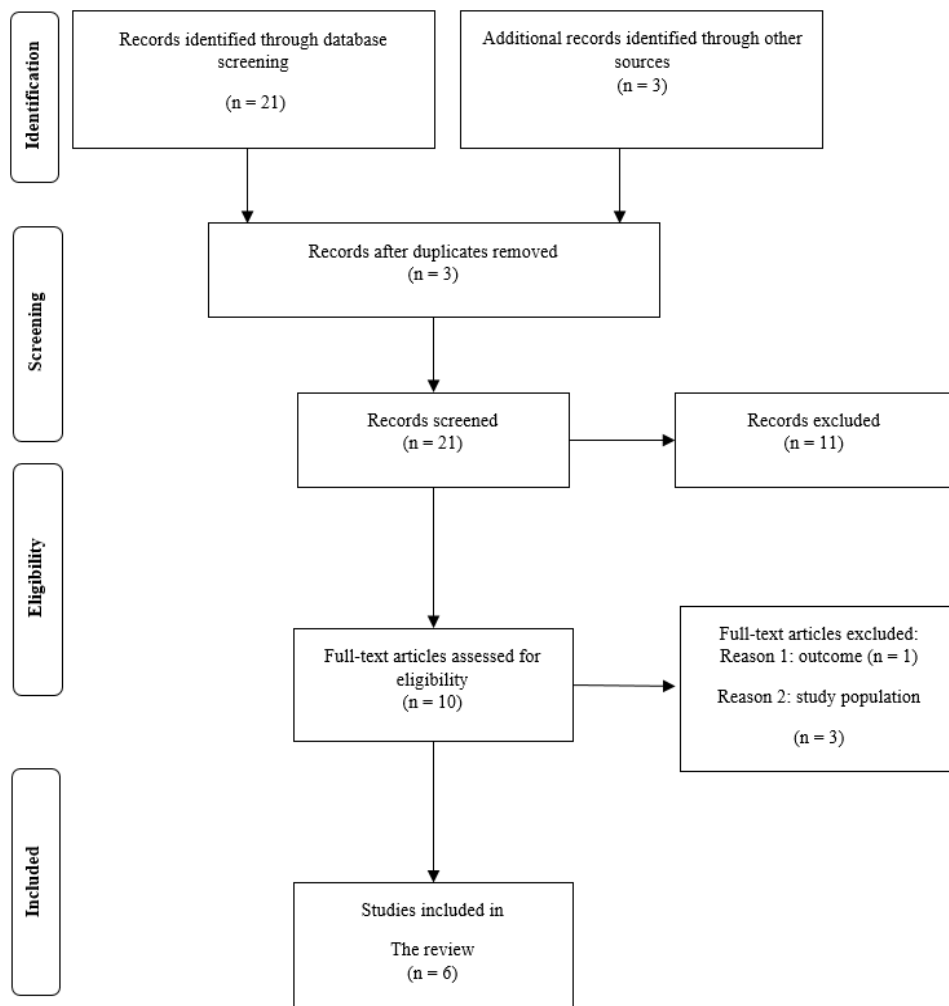 Identification
Records identified through database
screening
(n = 21)
Additional records identified through other
sources
(n = 3)
Screening
Records after duplicates removed
(n = 3)
Records screened
(n = 21)
Records excluded
(n = 11)
Eligibility
Full-text articles assessed for
eligibility
(n = 10)
Full-text articles excluded:
Reason 1: outcome (n = 1)
Reason 2: study population
(n = 3)
Included
Studies included in
The review
(n = 6)